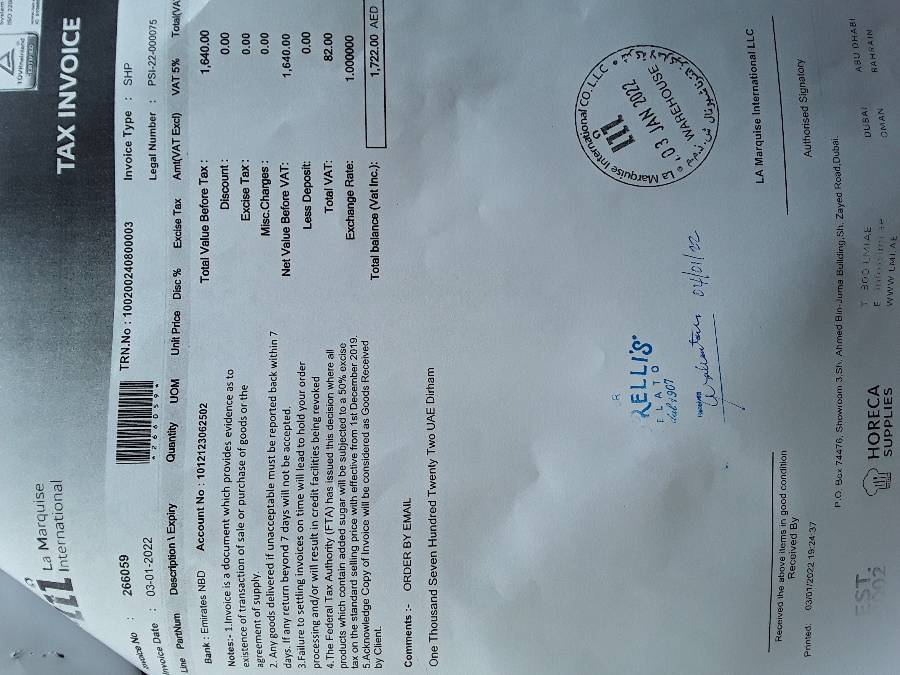 TÜVRheinland
La Marquise
International
TAX INVOICE
Invoice No : 266059
*266059*
TRN.No : 100200240800003
Invoice Type : SHP
Invoice Date : 03-01-2022
Legal Number : PSI-22-000075
Line PartNum Description \ Expiry Quantity UOM Unit Price Disc % Excise Tax Amt(VAT Excl) VAT 5% Total(VA
Bank : Emirates NBD Account No : 1012123062502
Total Value Before Tax : 1,640.00
Discount : 0.00
Excise Tax : 0.00
Misc.Charges : 0.00
Net Value Before VAT: 1,640.00
Less Deposit: 0.00
Total VAT: 82.00
Exchange Rate: 1.000000
Total balance (Vat Inc.): 1,722.00 AED
Notes:- 1.Invoice is a document which provides evidence as to
existence of transaction of sale or purchase of goods or the
agreement of supply.
2. Any goods delivered if unacceptable must be reported back within 7
days. If any return beyond 7 days will not be accepted.
3.Failure to settling invoices on time will lead to hold your order
processing and/or will result in credit facilities being revoked
4.The Federal Tax Authority (FTA) has issued this decision where all
products which contain added sugar will be subjected to a 50% excise
tax on the standard selling price with effective from 1st December 2019.
5.Acknowledge Copy of Invoice will be considered as Goods Received
by Client.
Comments :- ORDER BY EMAIL
One Thousand Seven Hundred Twenty Two UAE Dirham
La Marquise International CO. L.L.C
03 JAN 2022
WAREHOUSE
RELLI'S
ELATO
dal 1907
04/01/22
LA Marquise International LLC
Authorised Signatory
Received the above items in good condition
Received By
Printed: 03/01/2022 19:24:37
P.O. Box 74476, Showroom 3,Sh. Ahmed Bin-Juma Building,Sh. Zayed Road,Dubai.
EST.
HORECA
SUPPLIES
T 800 LMIAE
WWW.LMI.AE
DUBAI
OMAN
ABU DHABI
BAHRAIN